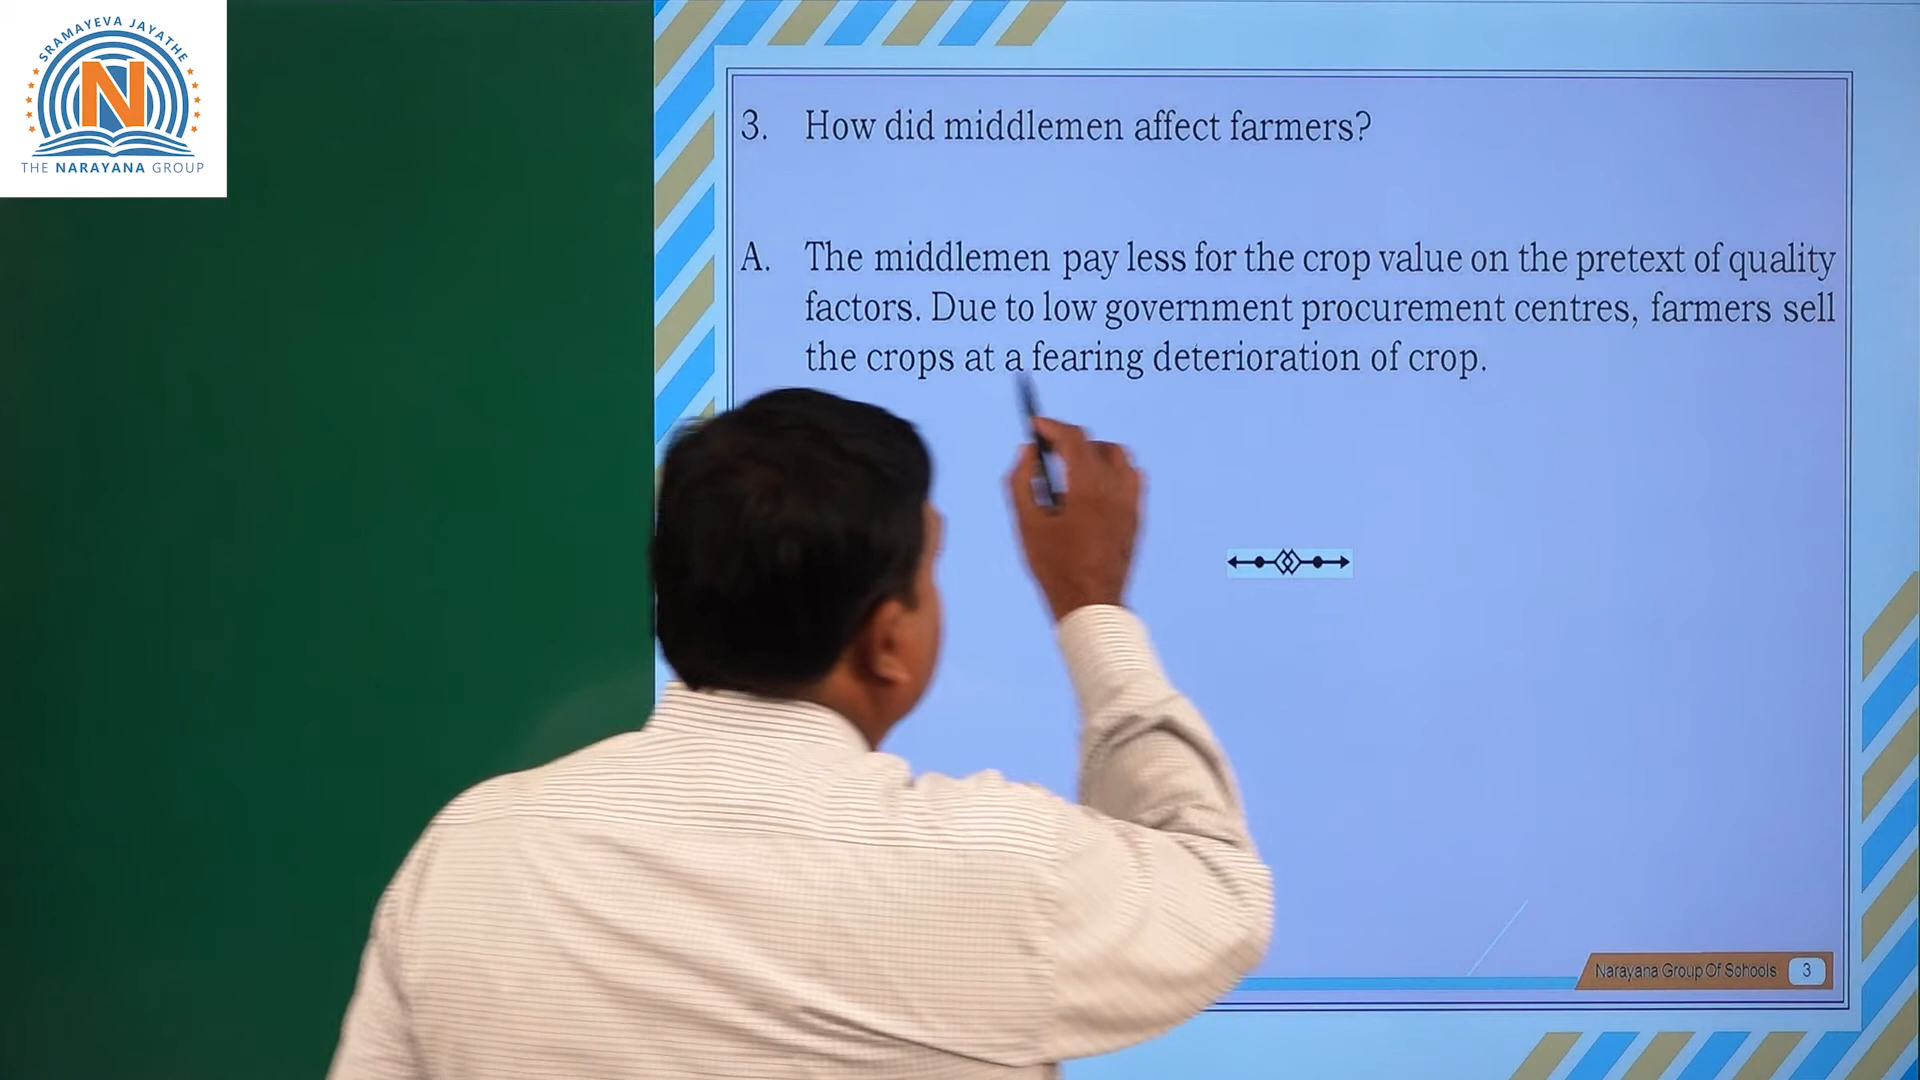 SRAMAYEVA JAYATHE
N
THE NARAYANA GROUP
3. How did middlemen affect farmers?
A. The middlemen pay less for the crop value on the pretext of quality
factors. Due to low government procurement centres, farmers sell
the crops at a fearing deterioration of crop.
Narayana Group Of Schools 3